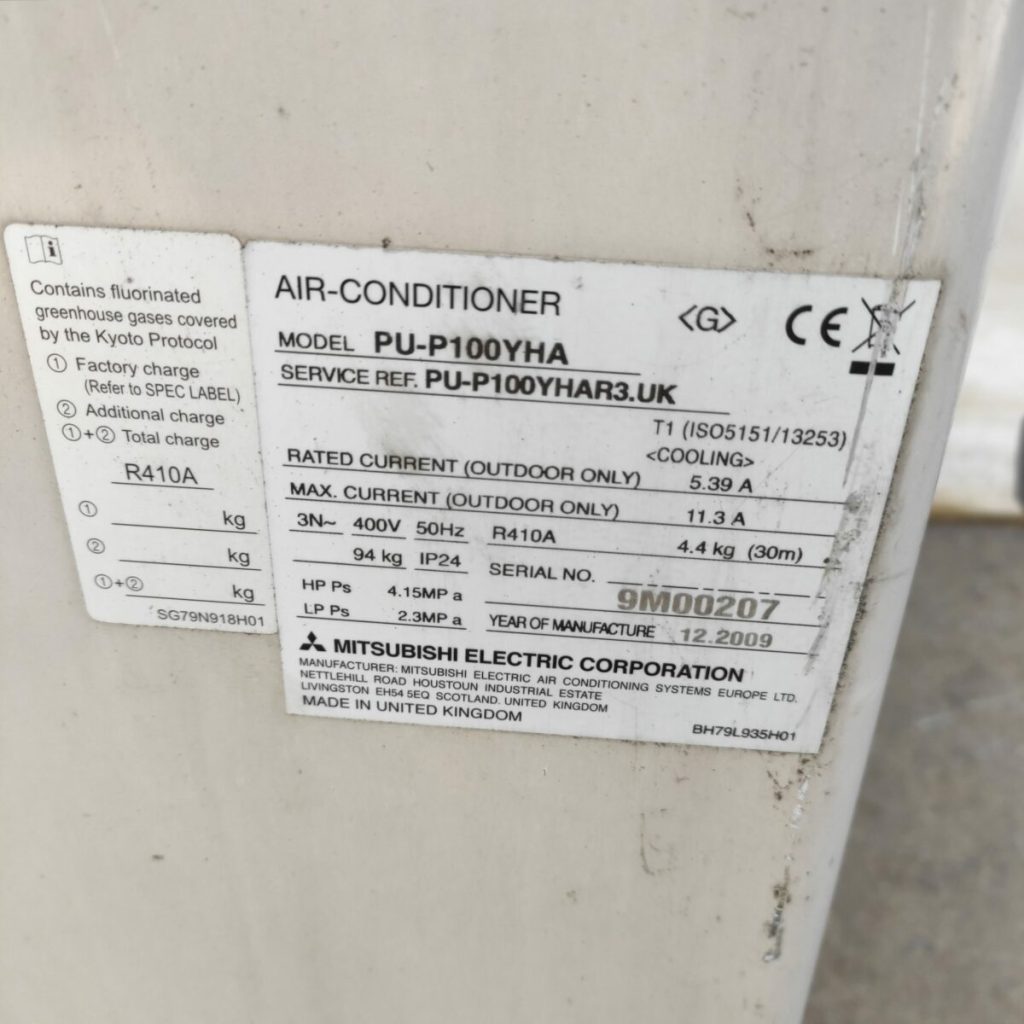 Contains fluorinated
greenhouse gases covered
by the Kyoto Protocol
① Factory charge
(Refer to SPEC LABEL)
② Additional charge
①+② Total charge
R410A
① kg
② kg
①+② kg
SG79N918H01
AIR-CONDITIONER <G> CE
MODEL PU-P100YHA
SERVICE REF. PU-P100YHAR3.UK
T1 (ISO5151/13253)
<COOLING>
RATED CURRENT (OUTDOOR ONLY) 5.39 A
MAX. CURRENT (OUTDOOR ONLY) 11.3 A
3N~ 400V 50Hz R410A 4.4 kg (30m)
94 kg IP24 SERIAL NO. 9M00207
HP Ps 4.15MP a
LP Ps 2.3MP a YEAR OF MANUFACTURE 12.2009
MITSUBISHI ELECTRIC CORPORATION
MANUFACTURER: MITSUBISHI ELECTRIC AIR CONDITIONING SYSTEMS EUROPE LTD.
NETTLEHILL ROAD HOUSTOUN INDUSTRIAL ESTATE
LIVINGSTON EH54 5EQ SCOTLAND. UNITED KINGDOM
MADE IN UNITED KINGDOM
BH79L935H01